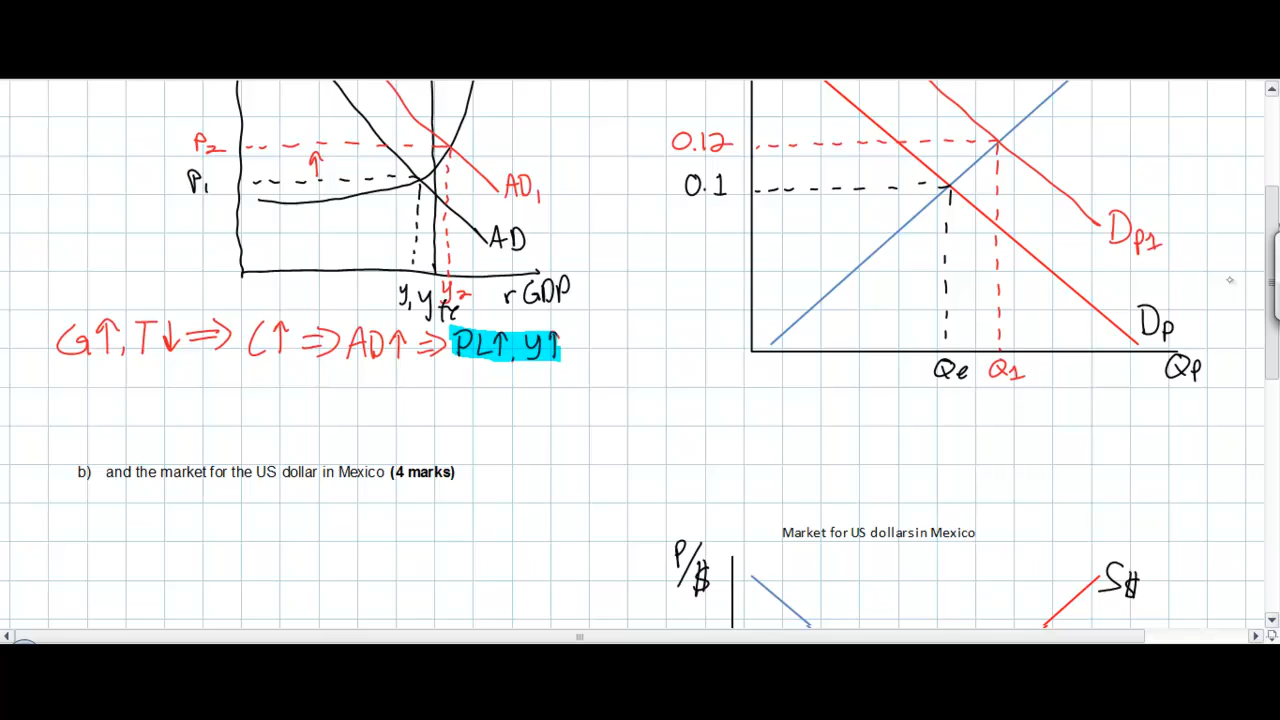 P2
P1
AD1
AD
y1 yfe y2 r GDP
G↑, T↓ ⇒ C↑ ⇒ AD↑ ⇒ PL↑, y↑
0.12
0.1
Dp1
Dp
Qe Q1 Qp
b) and the market for the US dollar in Mexico (4 marks)
Market for US dollars in Mexico
P/$
S$